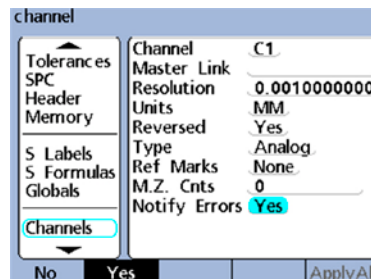 channel
Tolerances
SPC
Header
Memory
S Labels
S Formulas
Globals
Channels
Channel C1
Master Link
Resolution 0.0010000000
Units MM
Reversed Yes
Type Analog
Ref Marks None
M.Z. Cnts 0
Notify Errors Yes
No Yes ApplyAl